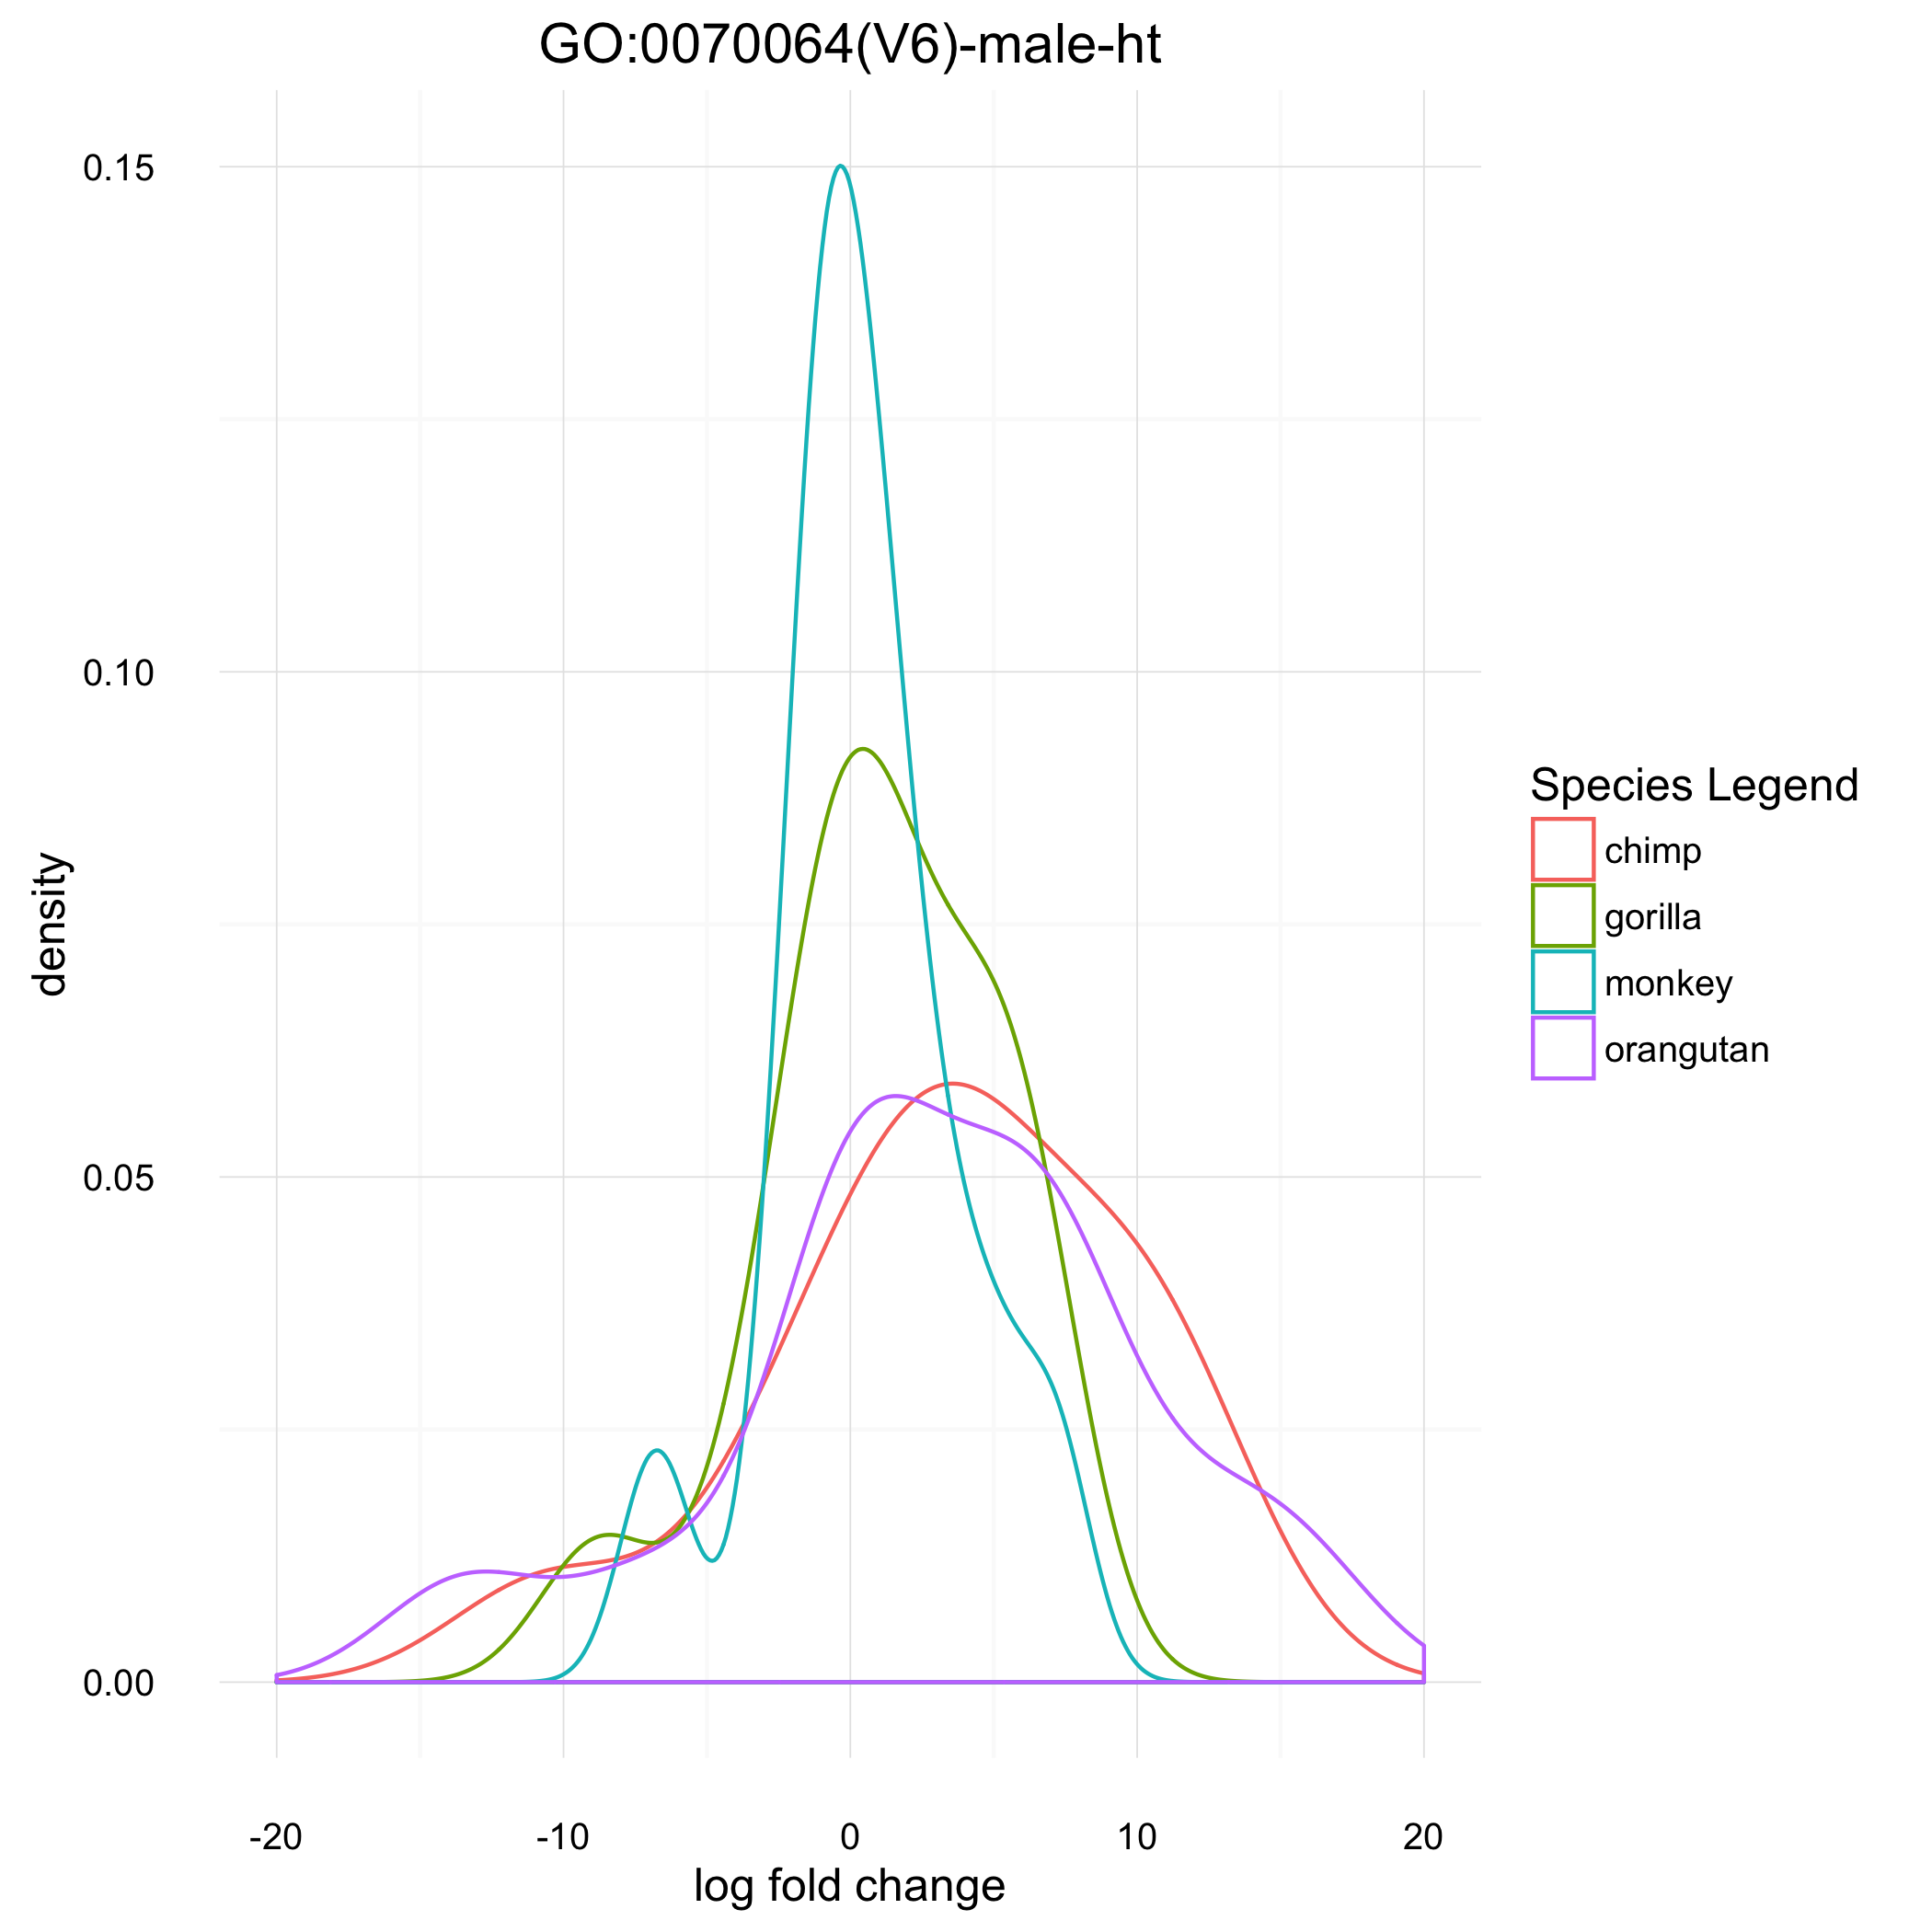 GO:0070064(V6)-male-ht
0.15
0.10
0.05
0.00
density
-20 -10 0 10 20
log fold change
Species Legend
chimp
gorilla
monkey
orangutan